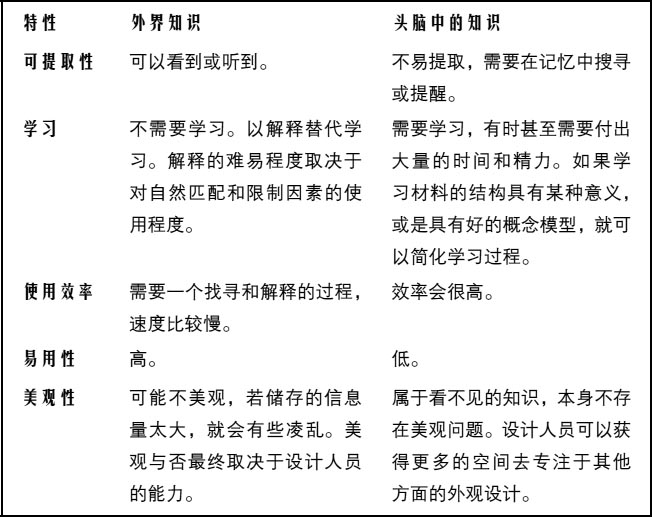 特性 外界知识 头脑中的知识
可提取性 可以看到或听到。 不易提取，需要在记忆中搜寻
或提醒。
学习 不需要学习。以解释替代学 需要学习，有时甚至需要付出
习。解释的难易程度取决于 大量的时间和精力。如果学
对自然匹配和限制因素的使 习材料的结构具有某种意义，
用程度。 或是具有好的概念模型，就可
以简化学习过程。
使用效率 需要一个找寻和解释的过程， 效率会很高。
速度比较慢。
易用性 高。 低。
美观性 可能不美观，若储存的信息 属于看不见的知识，本身不存
量太大，就会有些凌乱。美 在美观问题。设计人员可以获
观与否最终取决于设计人员 得更多的空间去专注于其他
的能力。 方面的外观设计。